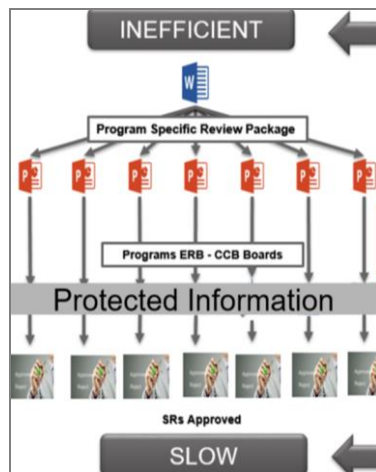 INEFFICIENT
W
Program Specific Review Package
P P P P P P P
Programs ERB - CCB Boards
Protected Information
SRs Approved
SLOW